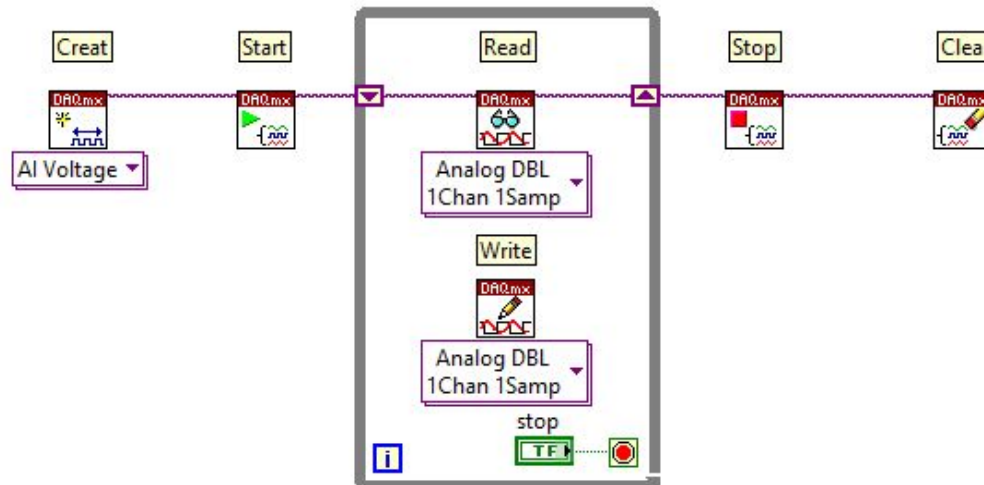 Creat
Start
Read
Stop
Clea
DAQmx
DAQmx
DAQmx
DAQmx
DAQmx
AI Voltage
Analog DBL
1Chan 1Samp
Write
DAQmx
Analog DBL
1Chan 1Samp
stop
TF
i